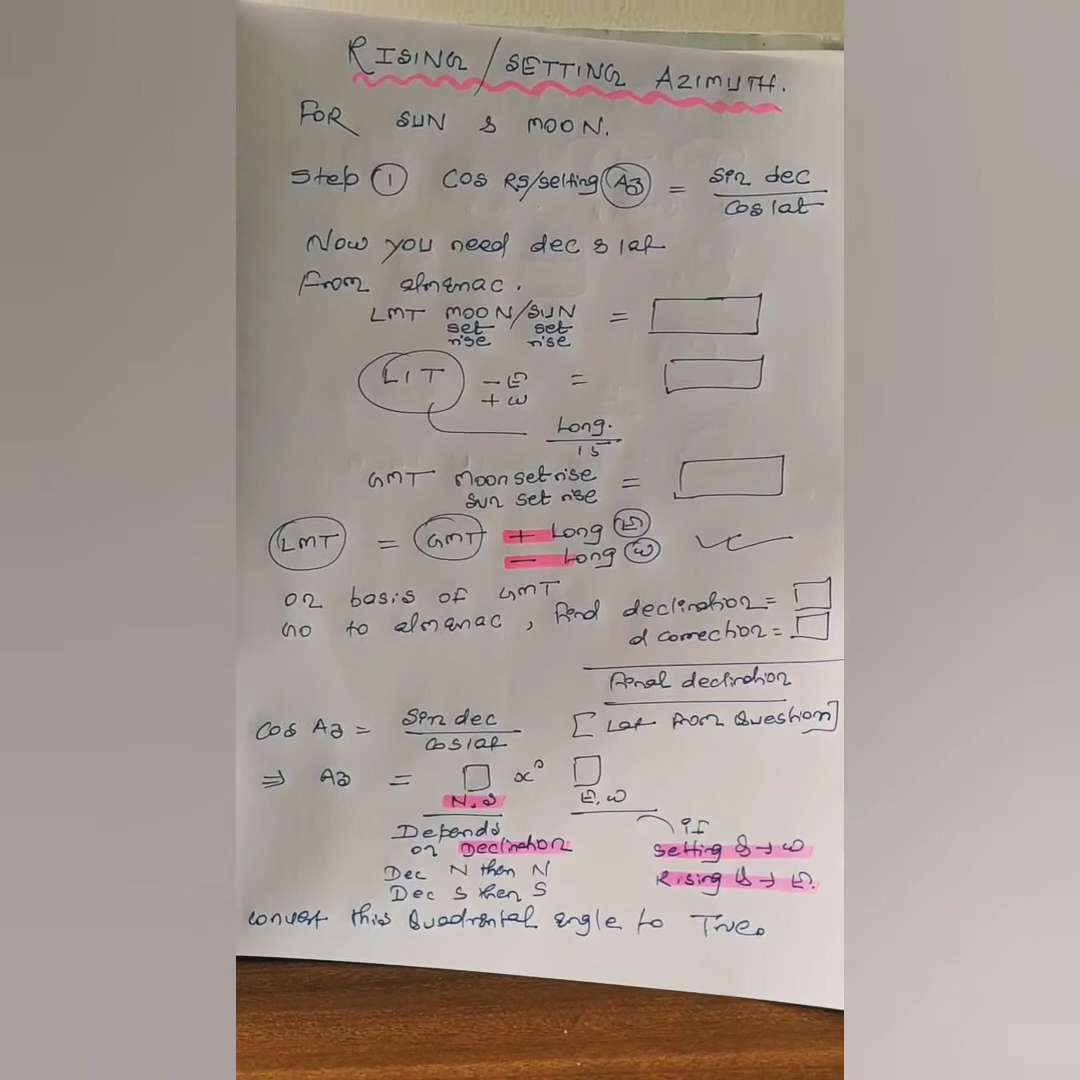 RISING/SETTING AZIMUTH.
FOR SUN & MOON.
Step ① COS RS/setting Az = sin dec / cos lat
Now you need dec & lat
from almanac.
LMT MOON/SUN =
set set
rise rise
LIT - E =
+ W
Long. / 15
GMT Moon set rise =
sun set rise
LMT = GMT + Long E
- Long W
on basis of GMT
Go to almanac, find declination =
d correction =
Final declination
cos Az = sin dec / cos lat [Lat from Question]
⇒ Az = x°
N,S E,W
Depends if
on Declination setting → W
Dec N then N Rising → E.
Dec S then S
convert this Quadrantal angle to True.